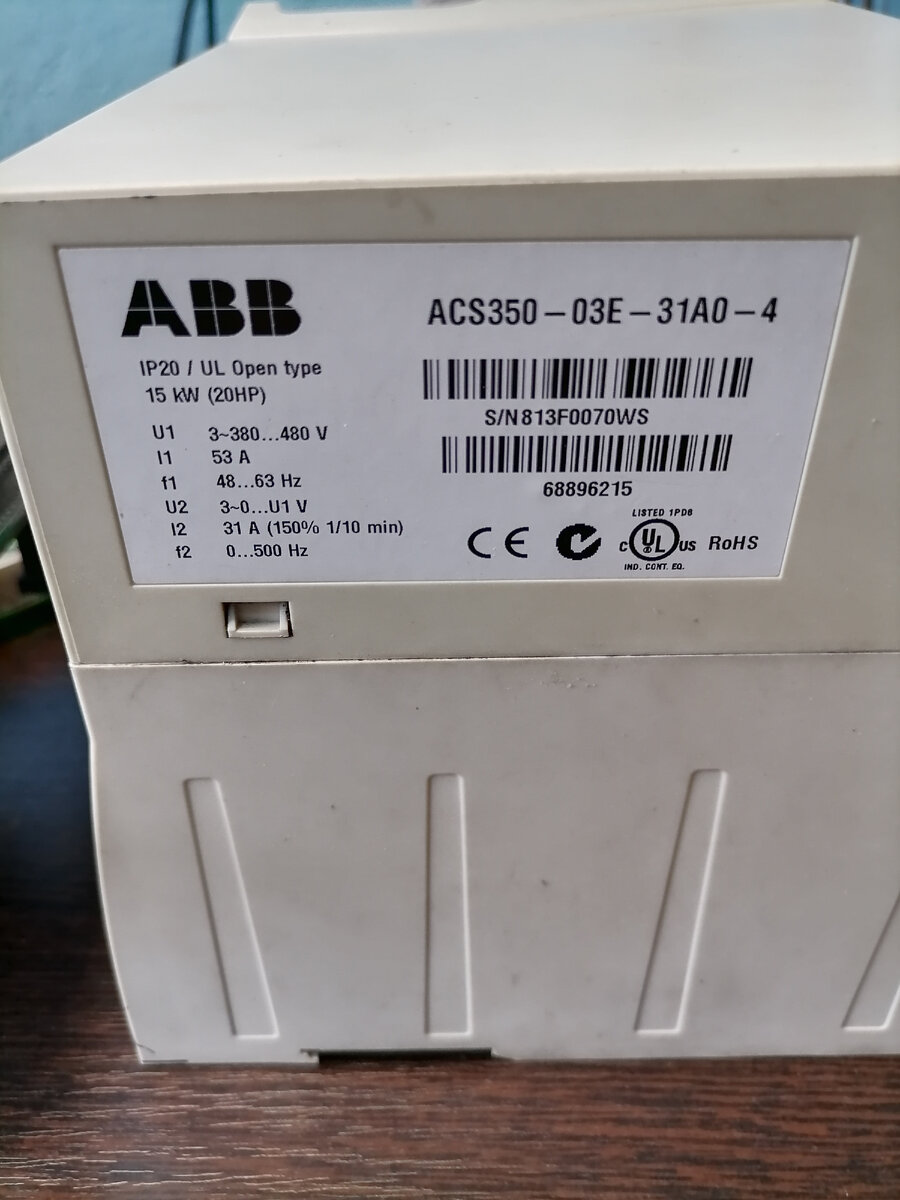 ABB
ACS350-03E-31A0-4
IP20 / UL Open type
15 kW (20HP)
S/N 813F0070WS
U1 3~380...480 V
I1 53 A
f1 48...63 Hz
68896215
U2 3~0...U1 V
I2 31 A (150% 1/10 min)
f2 0...500 Hz
CE
LISTED 1PD8
c UL US
RoHS
IND. CONT. EQ.